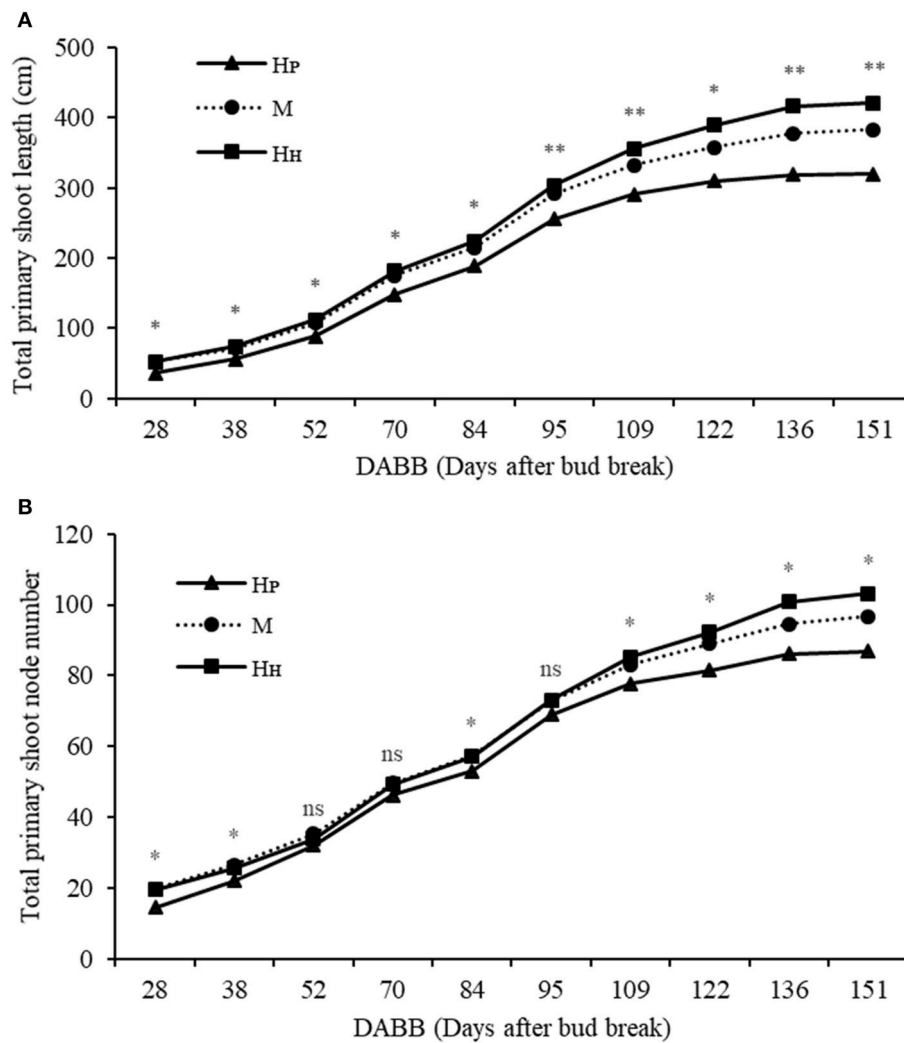 A
500
400
300
200
100
0
Total primary shoot length (cm)
HP
M
HH
* * * * * ** ** * ** **
28 38 52 70 84 95 109 122 136 151
DABB (Days after bud break)
B
120
100
80
60
40
20
0
Total primary shoot node number
HP
M
HH
* * ns ns * ns * * * *
28 38 52 70 84 95 109 122 136 151
DABB (Days after bud break)